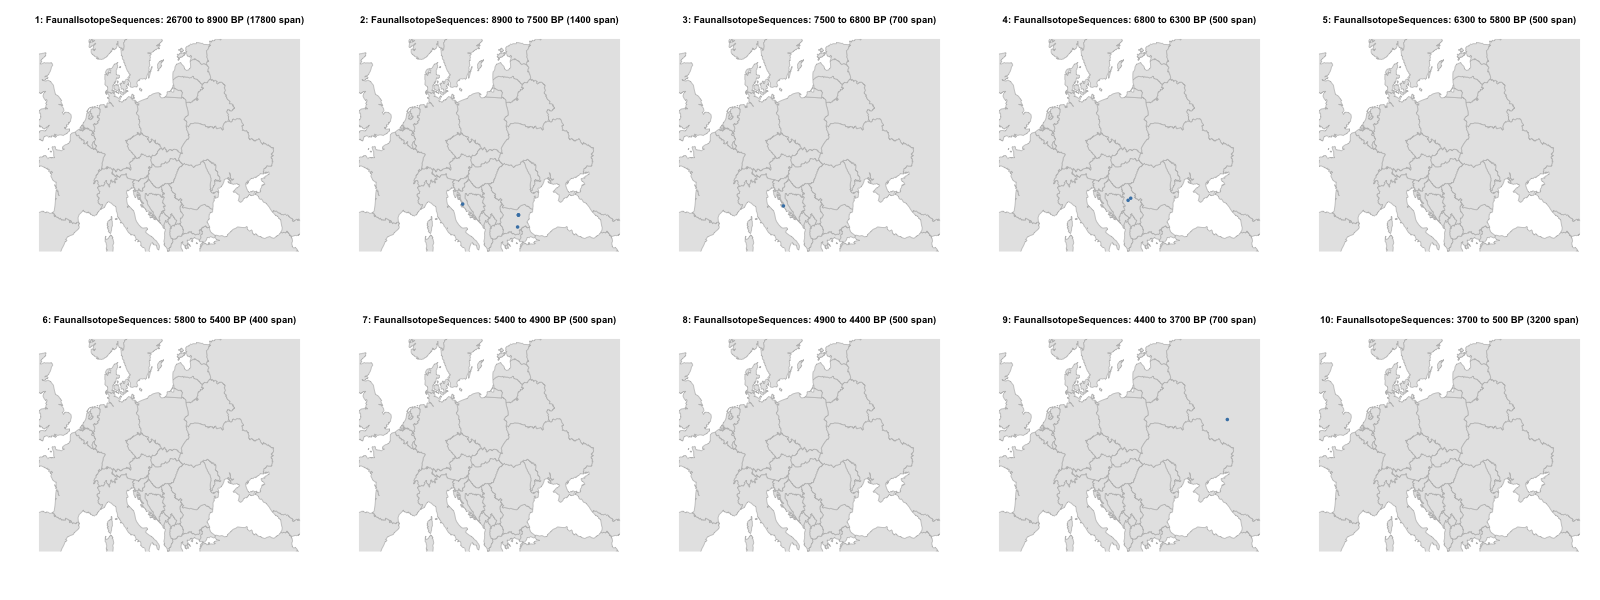 1: FaunalIsotopeSequences: 26700 to 8900 BP (17800 span)
2: FaunalIsotopeSequences: 8900 to 7500 BP (1400 span)
3: FaunalIsotopeSequences: 7500 to 6800 BP (700 span)
4: FaunalIsotopeSequences: 6800 to 6300 BP (500 span)
5: FaunalIsotopeSequences: 6300 to 5800 BP (500 span)
6: FaunalIsotopeSequences: 5800 to 5400 BP (400 span)
7: FaunalIsotopeSequences: 5400 to 4900 BP (500 span)
8: FaunalIsotopeSequences: 4900 to 4400 BP (500 span)
9: FaunalIsotopeSequences: 4400 to 3700 BP (700 span)
10: FaunalIsotopeSequences: 3700 to 500 BP (3200 span)